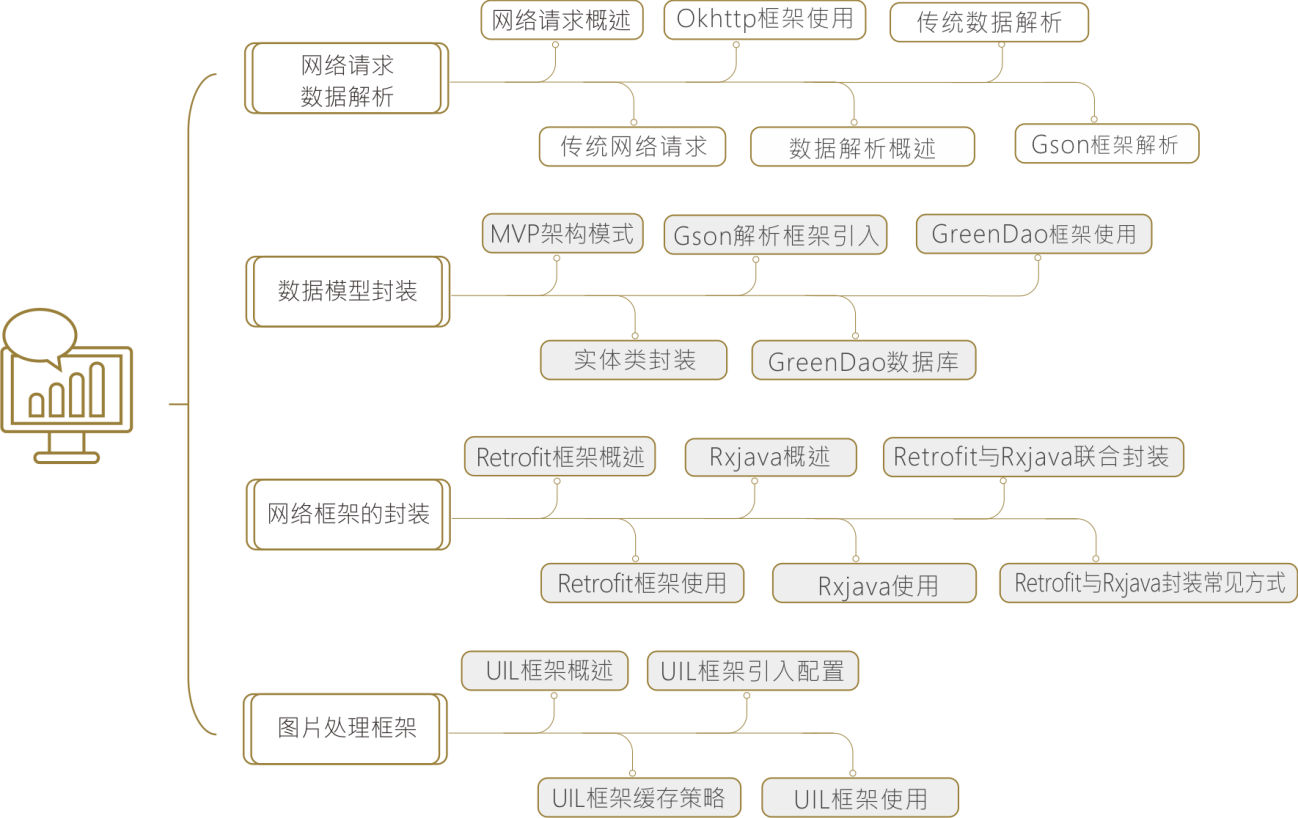 网络请求概述
Okhttp框架使用
传统数据解析
网络请求
数据解析
传统网络请求
数据解析概述
Gson框架解析
MVP架构模式
Gson解析框架引入
GreenDao框架使用
数据模型封装
实体类封装
GreenDao数据库
Retrofit框架概述
Rxjava概述
Retrofit与Rxjava联合封装
网络框架的封装
Retrofit框架使用
Rxjava使用
Retrofit与Rxjava封装常见方式
UIL框架概述
UIL框架引入配置
图片处理框架
UIL框架缓存策略
UIL框架使用